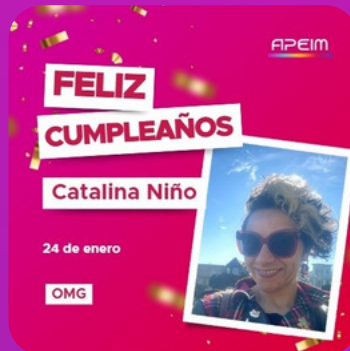 APEIM
FELIZ
CUMPLEAÑOS
Catalina Niño
24 de enero
OMG